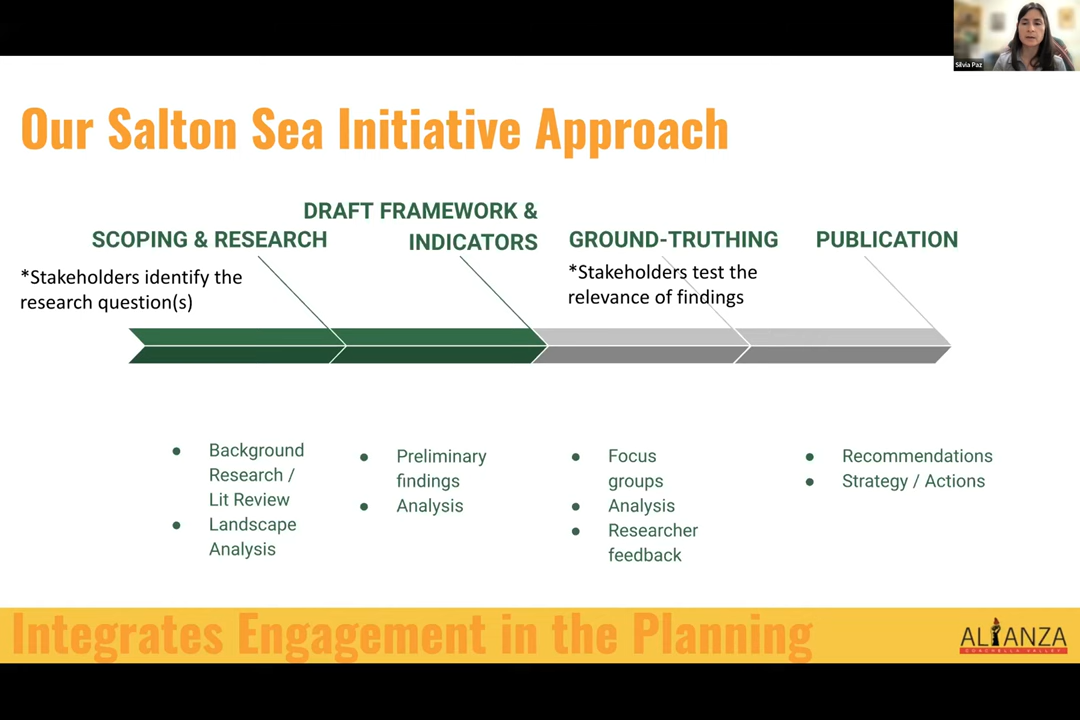 Silvia Paz
Our Salton Sea Initiative Approach
SCOPING & RESEARCH
*Stakeholders identify the
research question(s)
DRAFT FRAMEWORK &
INDICATORS
GROUND-TRUTHING
*Stakeholders test the
relevance of findings
PUBLICATION
● Background
Research /
Lit Review
● Landscape
Analysis
● Preliminary
findings
● Analysis
● Focus
groups
● Analysis
● Researcher
feedback
● Recommendations
● Strategy / Actions
Integrates Engagement in the Planning
ALIANZA
COACHELLA VALLEY